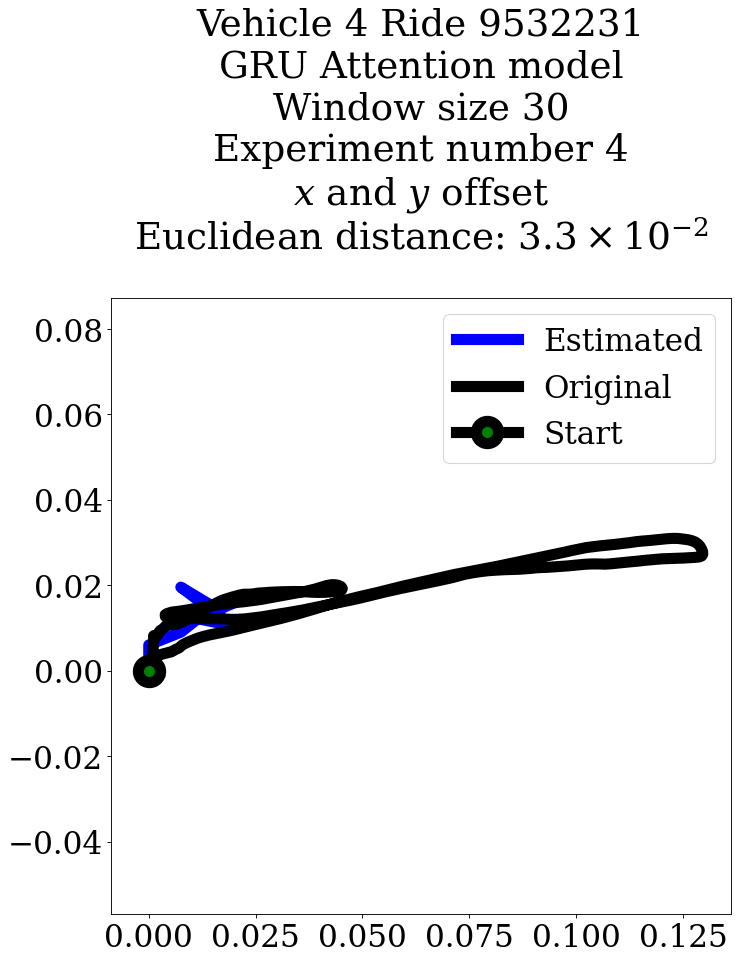 Vehicle 4 Ride 9532231
GRU Attention model
Window size 30
Experiment number 4
x and y offset
Euclidean distance: 3.3 × 10⁻²
Estimated
Original
Start
0.08
0.06
0.04
0.02
0.00
−0.02
−0.04
0.000 0.025 0.050 0.075 0.100 0.125